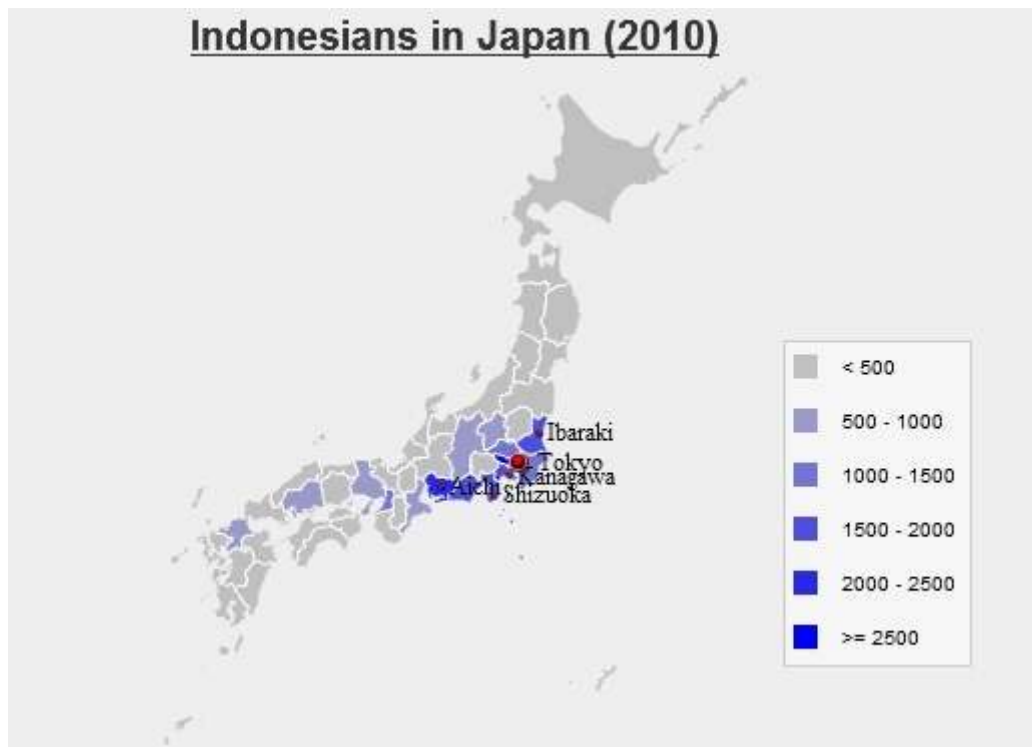 Indonesians in Japan (2010)
Ibaraki
Tokyo
Kanagawa
Aichi
Shizuoka
< 500
500 - 1000
1000 - 1500
1500 - 2000
2000 - 2500
>= 2500